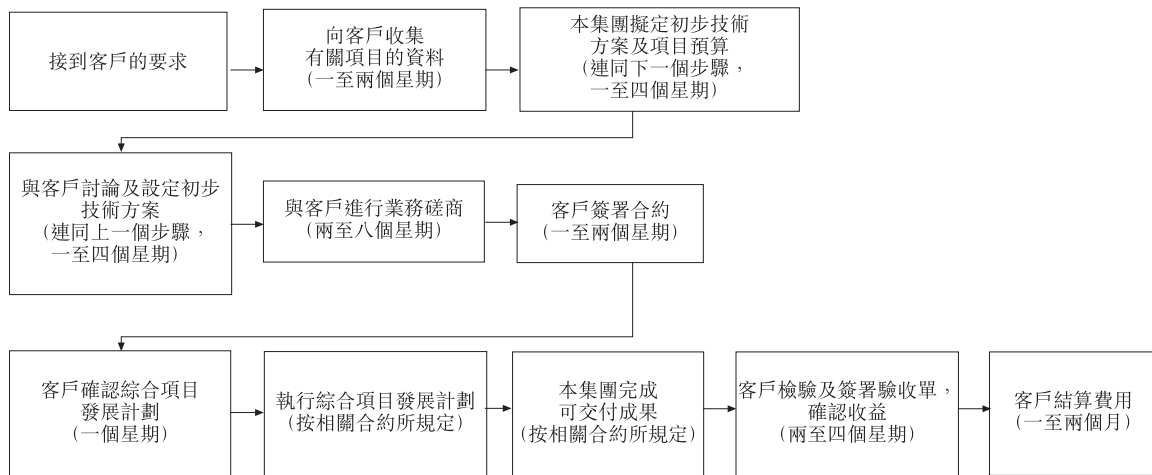 接到客戶的要求
向客戶收集
有關項目的資料
(一至兩個星期)
本集團擬定初步技術
方案及項目預算
(連同下一個步驟，
一至四個星期)
與客戶討論及設定初步
技術方案
(連同上一個步驟，
一至四個星期)
與客戶進行業務磋商
(兩至八個星期)
客戶簽署合約
(一至兩個星期)
客戶確認綜合項目
發展計劃
(一個星期)
執行綜合項目發展計劃
(按相關合約所規定)
本集團完成
可交付成果
(按相關合約所規定)
客戶檢驗及簽署驗收單，
確認收益
(兩至四個星期)
客戶結算費用
(一至兩個月)